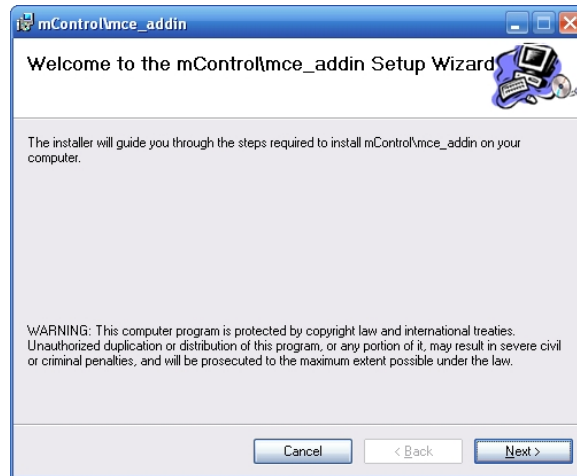 mControl\mce_addin
Welcome to the mControl\mce_addin Setup Wizard
The installer will guide you through the steps required to install mControl\mce_addin on your
computer.
WARNING: This computer program is protected by copyright law and international treaties.
Unauthorized duplication or distribution of this program, or any portion of it, may result in severe civil
or criminal penalties, and will be prosecuted to the maximum extent possible under the law.
Cancel
< Back
Next >